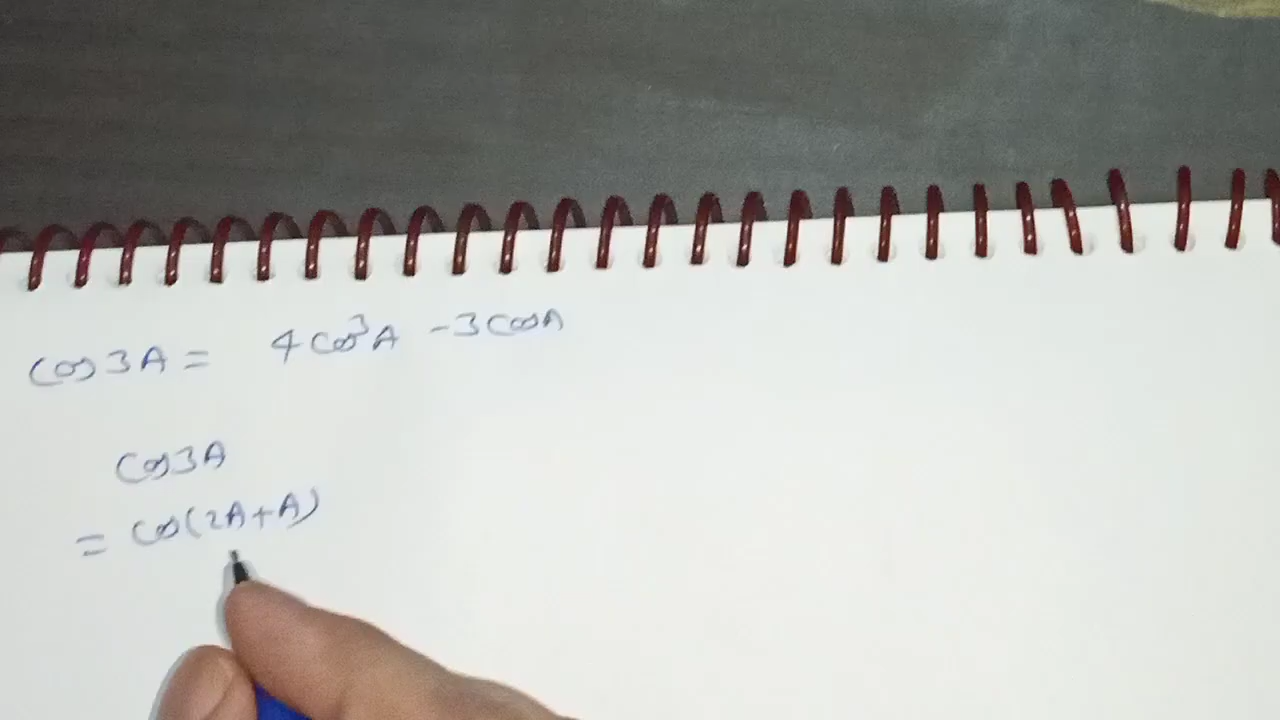 cos3A = 4cos³A - 3cosA
cos3A
= cos(2A+A)